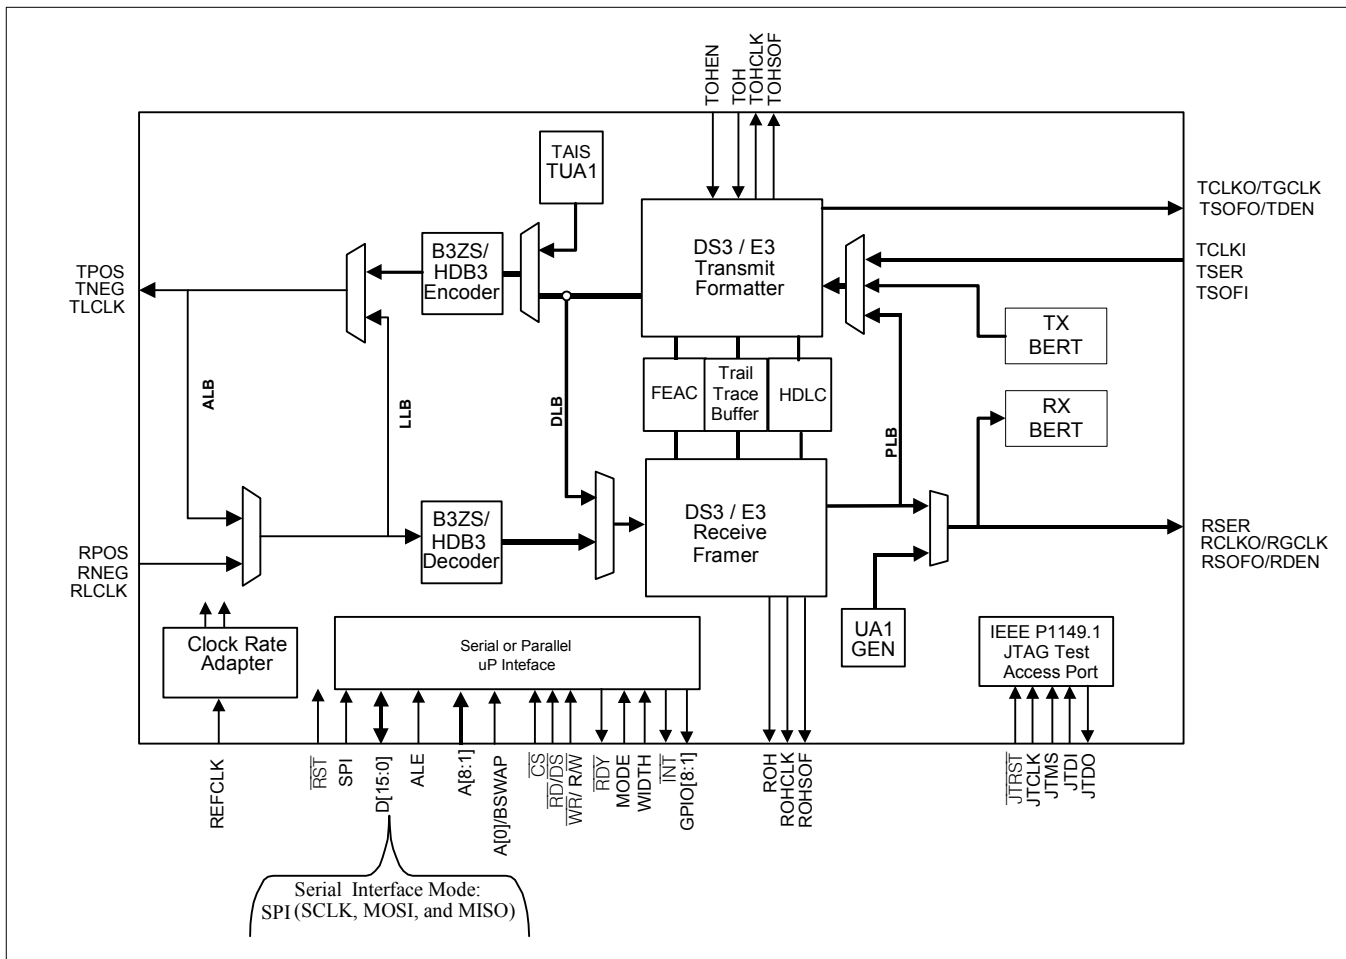 TOHEN
TOH
TOHCLK
TOHSOF
TAIS
TUA1
TCLKO/TGCLK
TSOFO/TDEN
B3ZS/
HDB3
Encoder
DS3 / E3
Transmit
Formatter
TCLKI
TSER
TSOFI
TPOS
TNEG
TLCLK
TX
BERT
FEAC
Trail
Trace
Buffer
HDLC
ALB
LLB
DLB
PLB
RX
BERT
B3ZS/
HDB3
Decoder
DS3 / E3
Receive
Framer
RSER
RCLKO/RGCLK
RSOFO/RDEN
RPOS
RNEG
RLCLK
Clock Rate
Adapter
Serial or Parallel
uP Inteface
UA1
GEN
IEEE P1149.1
JTAG Test
Access Port
REFCLK
RST
SPI
D[15:0]
ALE
A[8:1]
A[0]/BSWAP
CS
RD/DS
WR/ R/W
RDY
MODE
WIDTH
INT
GPIO[8:1]
ROH
ROHCLK
ROHSOF
JTRST
JTCLK
JTMS
JTDI
JTDO
Serial Interface Mode:
SPI (SCLK, MOSI, and MISO)